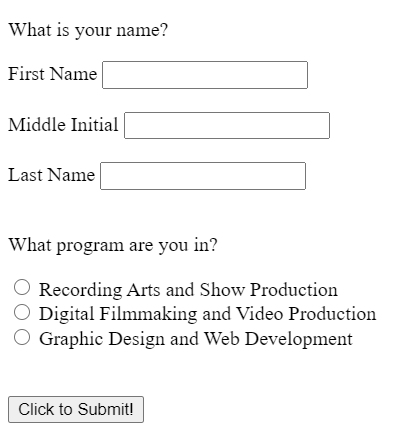 What is your name?
First Name
Middle Initial
Last Name
What program are you in?
Recording Arts and Show Production
Digital Filmmaking and Video Production
Graphic Design and Web Development
Click to Submit!